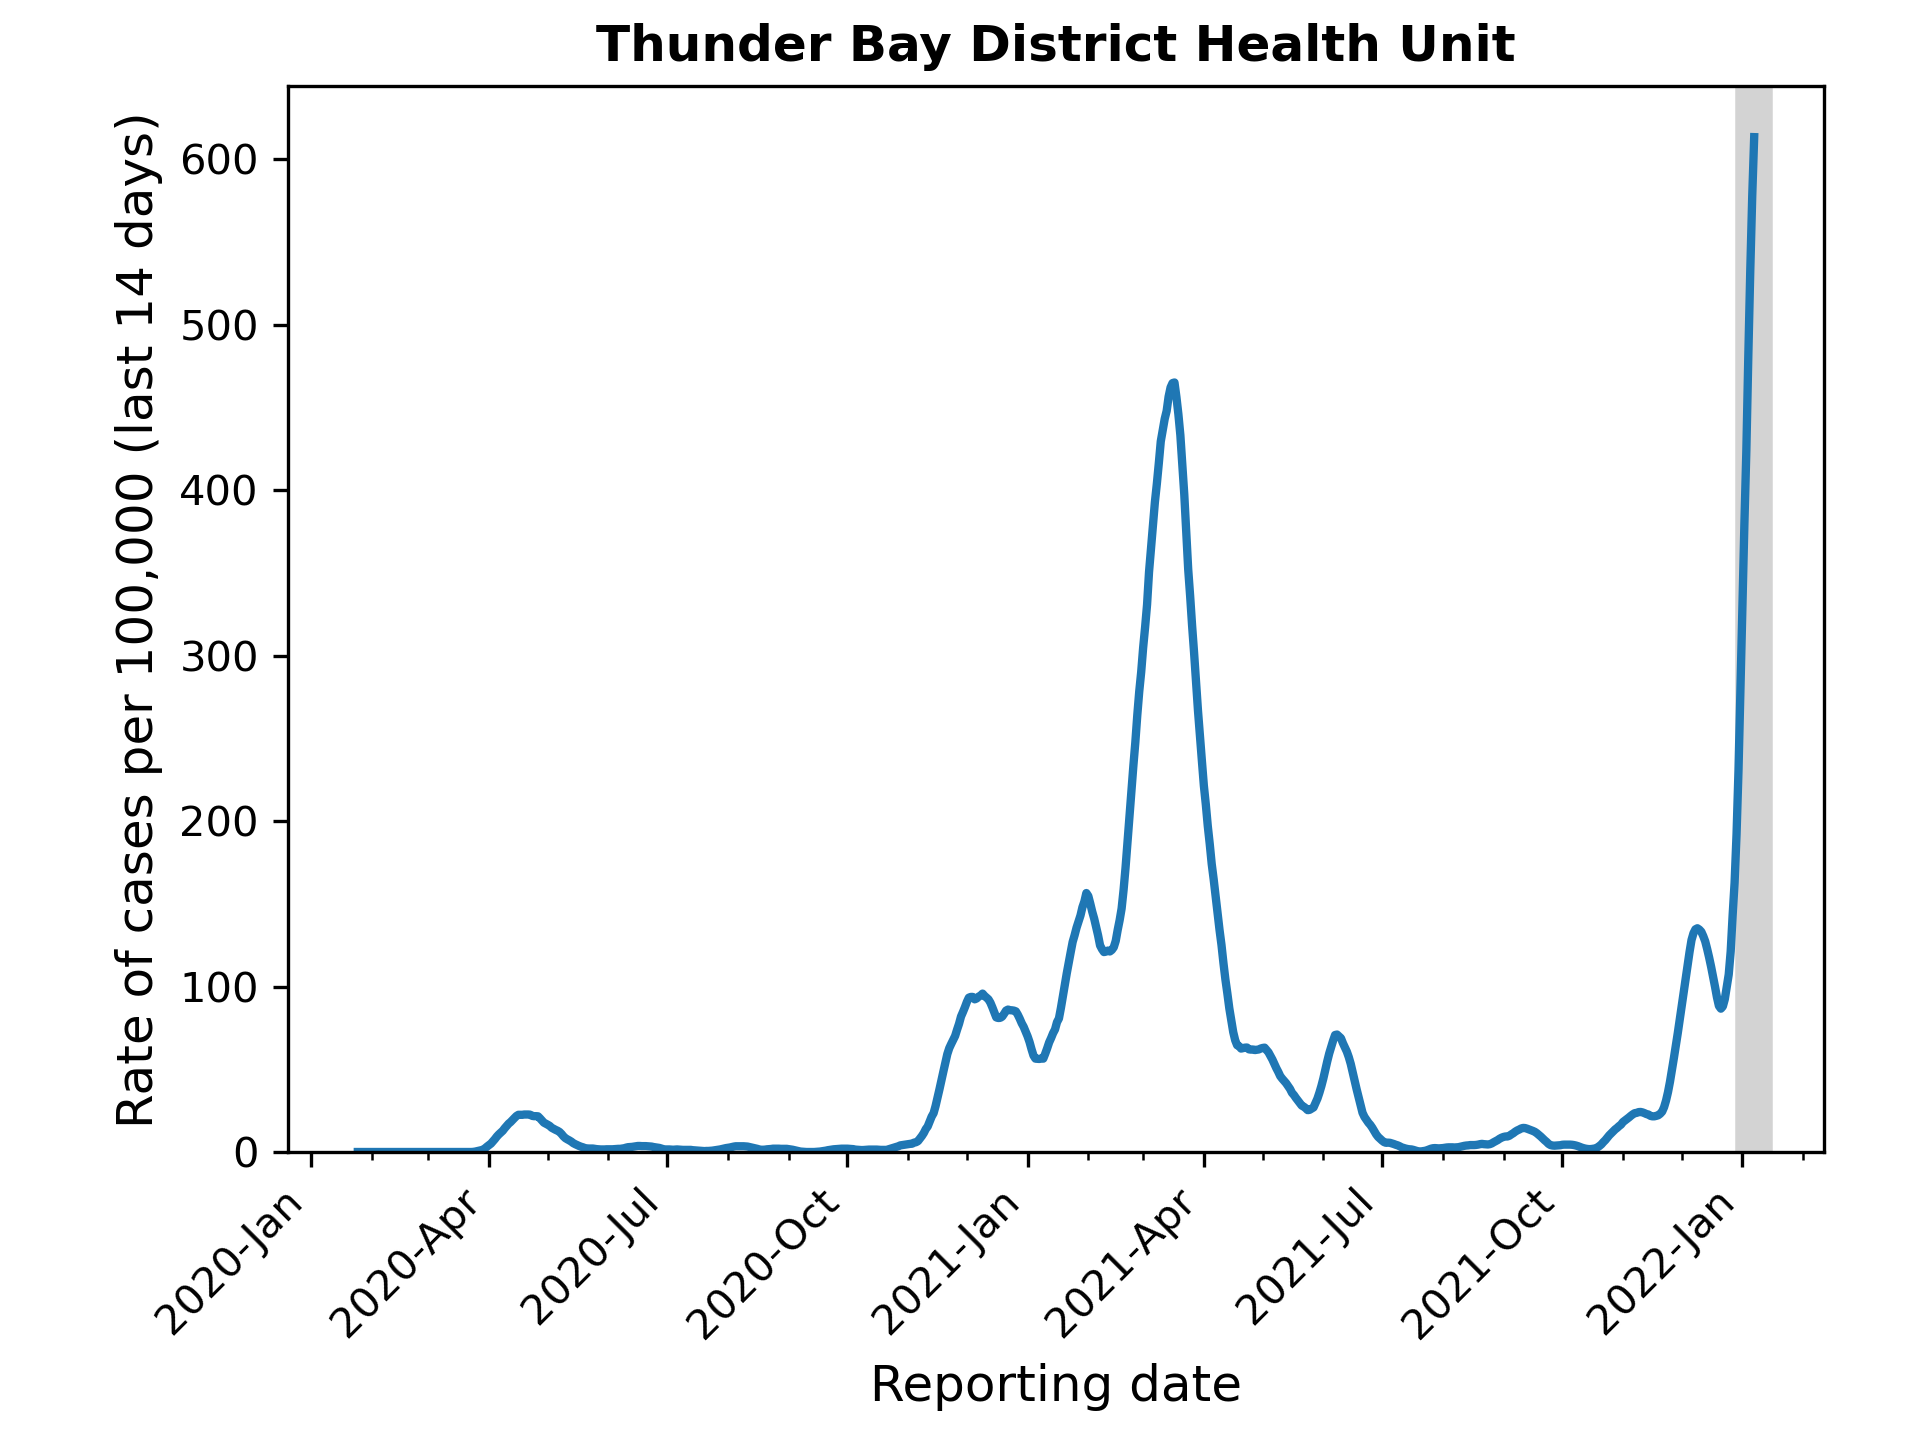 Thunder Bay District Health Unit
Rate of cases per 100,000 (last 14 days)
600
500
400
300
200
100
0
2020-Jan
2020-Apr
2020-Jul
2020-Oct
2021-Jan
2021-Apr
2021-Jul
2021-Oct
2022-Jan
Reporting date